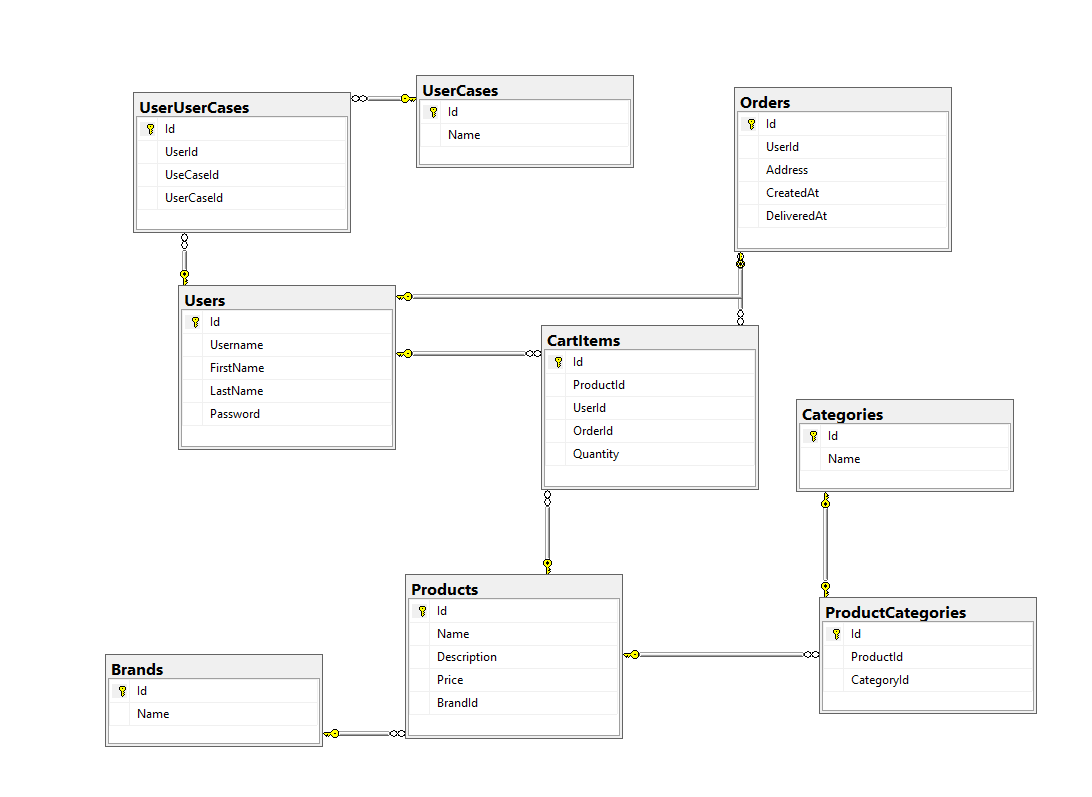 UserUserCases
Id
UserId
UseCaseId
UserCaseId
UserCases
Id
Name
Orders
Id
UserId
Address
CreatedAt
DeliveredAt
Users
Id
Username
FirstName
LastName
Password
CartItems
Id
ProductId
UserId
OrderId
Quantity
Categories
Id
Name
Products
Id
Name
Description
Price
BrandId
ProductCategories
Id
ProductId
CategoryId
Brands
Id
Name